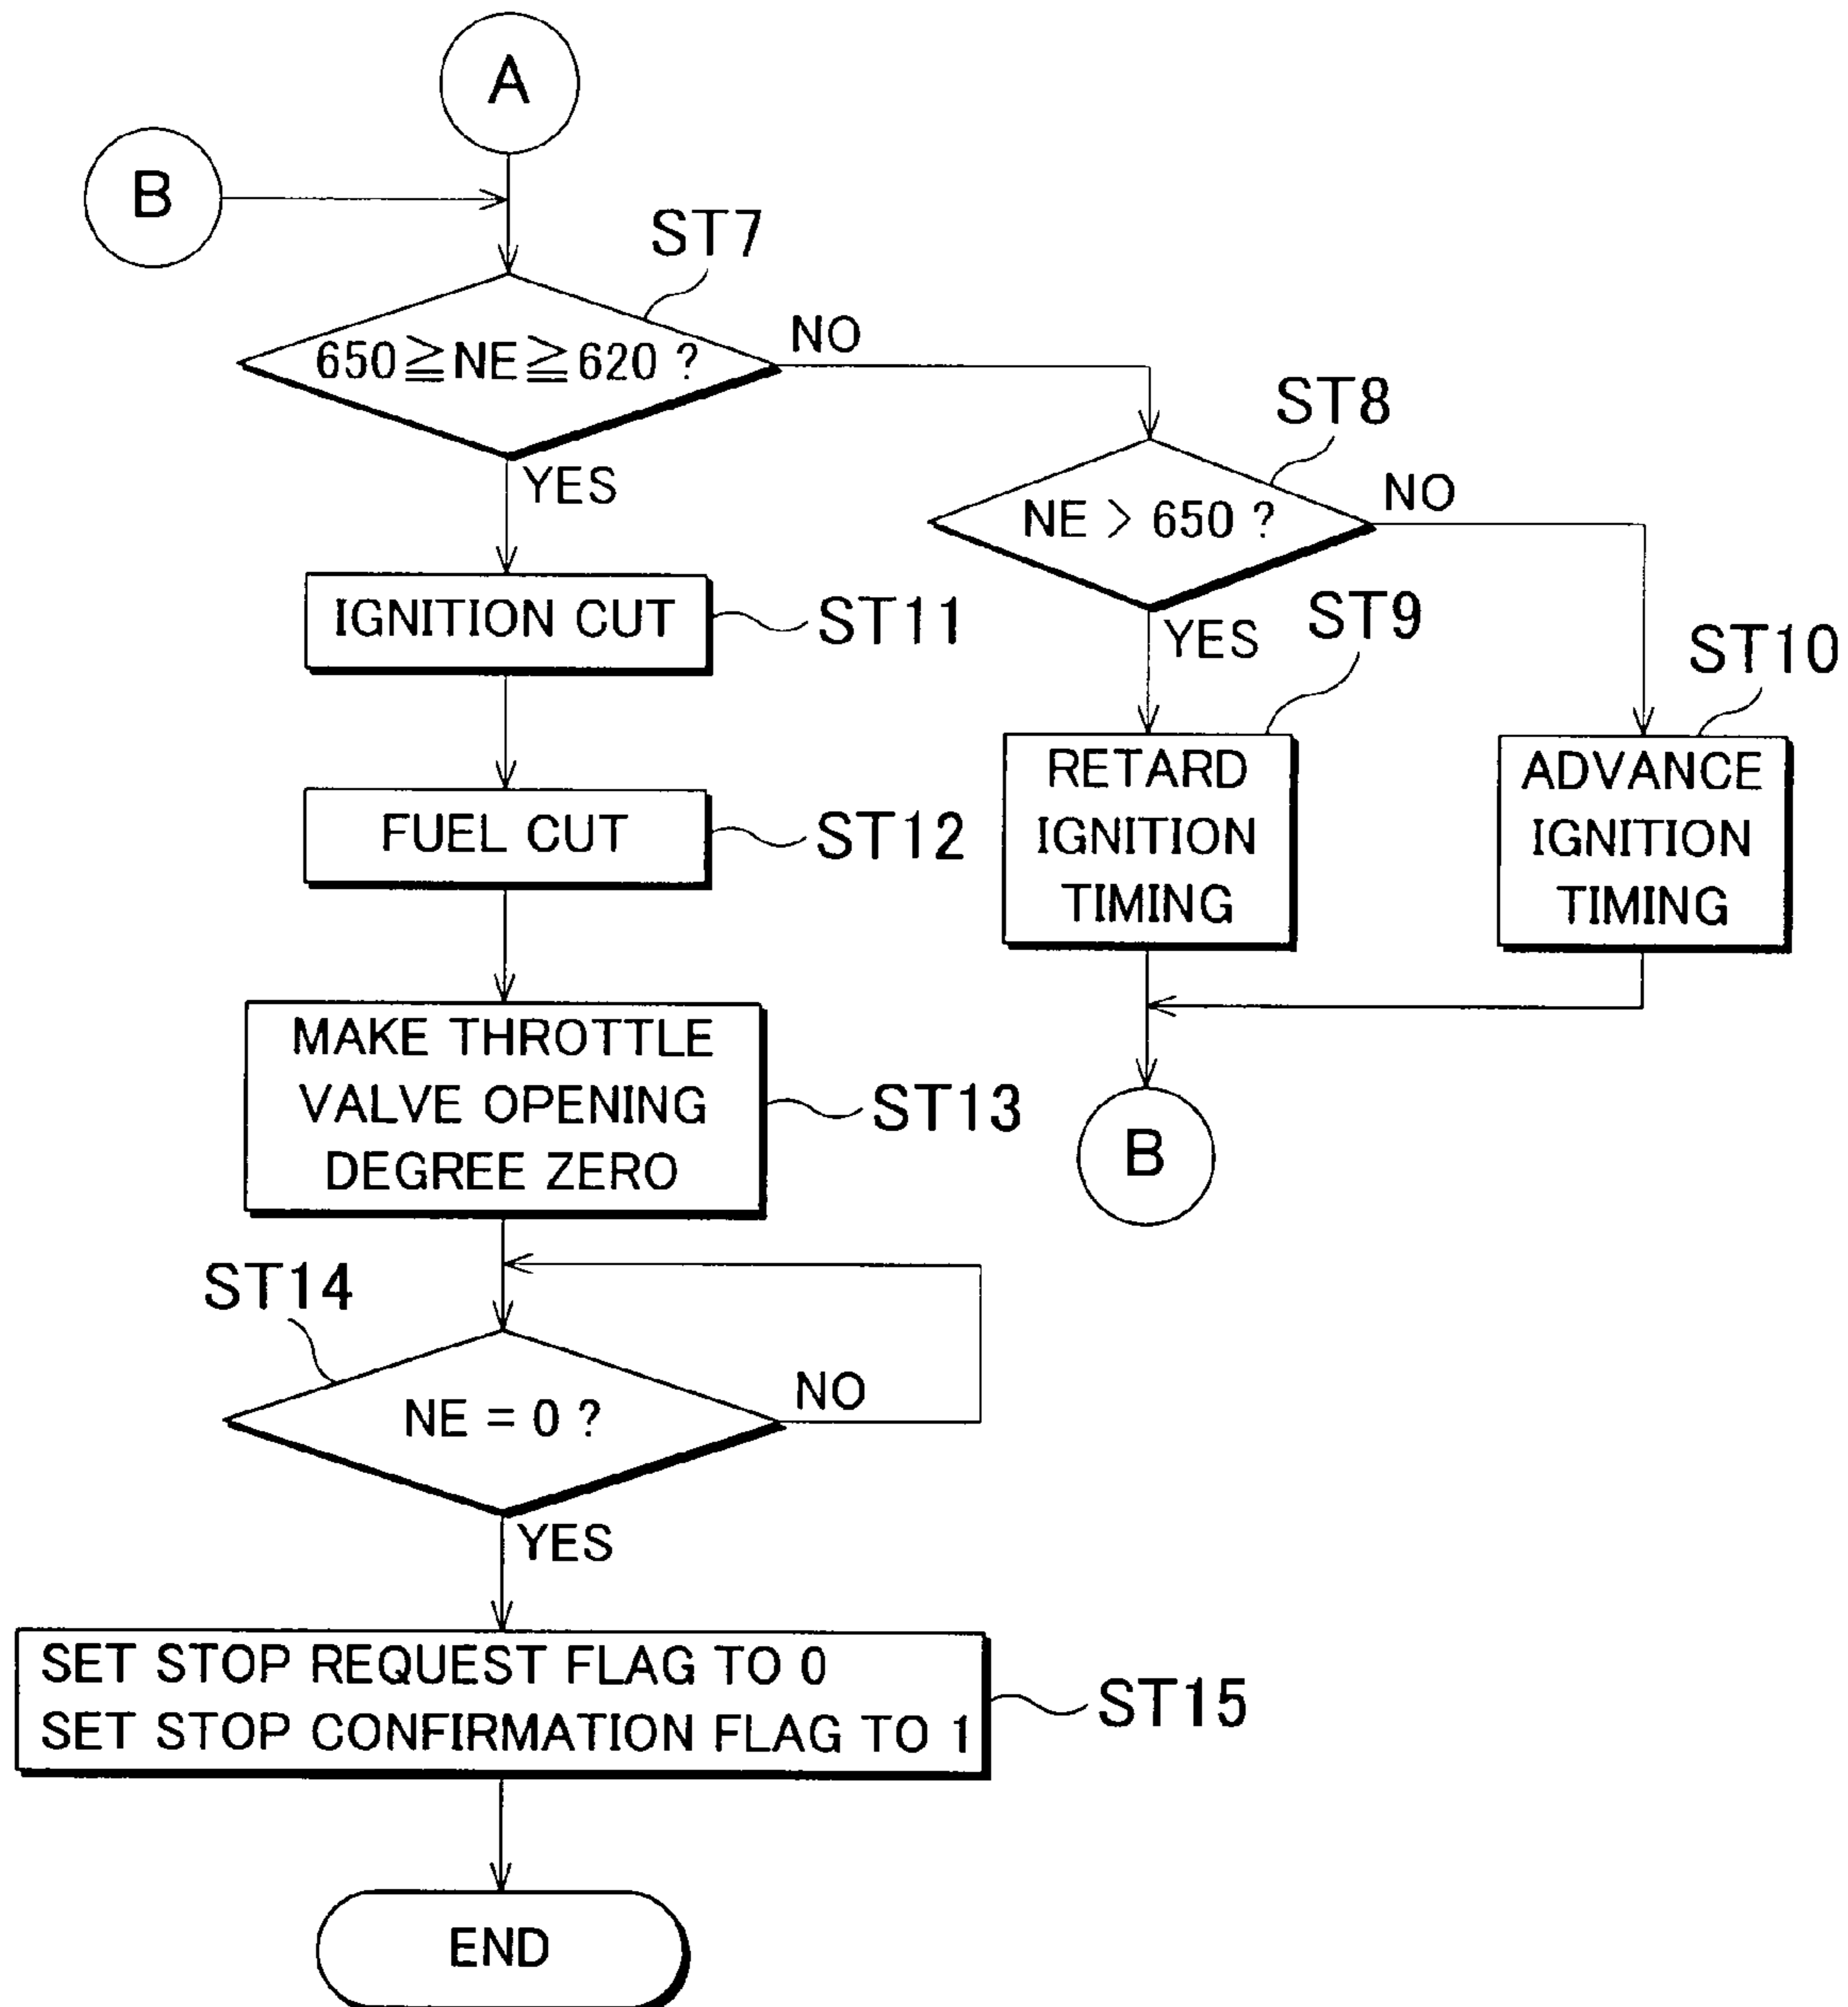 A
B
ST7
650≧NE≧620 ?
NO
YES
ST8
NE > 650 ?
NO
YES
IGNITION CUT
ST11
ST9
ST10
RETARD
IGNITION
TIMING
ADVANCE
IGNITION
TIMING
FUEL CUT
ST12
MAKE THROTTLE
VALVE OPENING
DEGREE ZERO
ST13
B
ST14
NE = 0 ?
NO
YES
SET STOP REQUEST FLAG TO 0
SET STOP CONFIRMATION FLAG TO 1
ST15
END